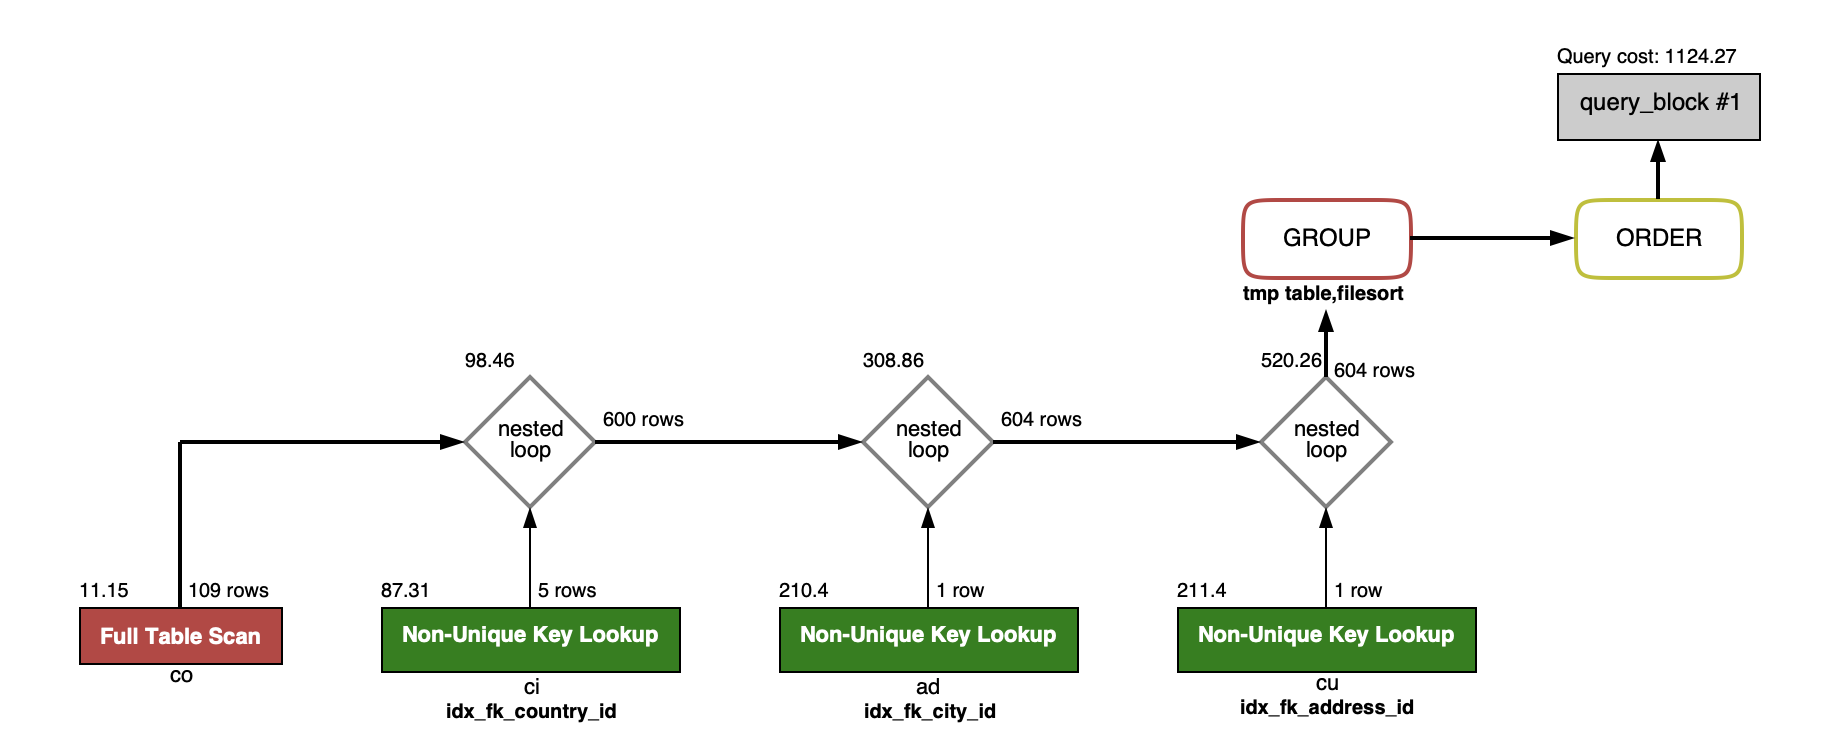 Query cost: 1124.27
query_block #1
GROUP
ORDER
tmp table,filesort
98.46
308.86
520.26
604 rows
nested
loop
600 rows
nested
loop
604 rows
nested
loop
11.15
109 rows
87.31
5 rows
210.4
1 row
211.4
1 row
Full Table Scan
Non-Unique Key Lookup
Non-Unique Key Lookup
Non-Unique Key Lookup
co
ci
ad
cu
idx_fk_country_id
idx_fk_city_id
idx_fk_address_id